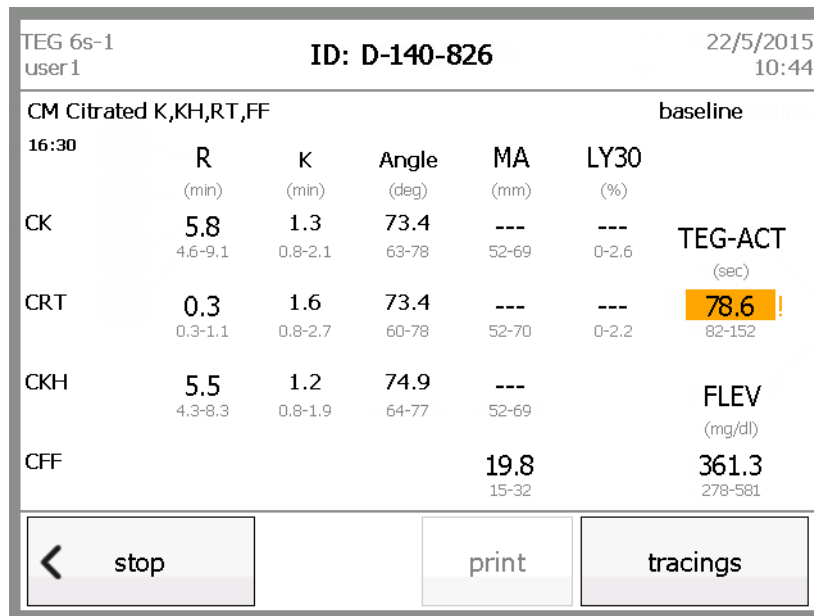 TEG 6s-1 ID: D-140-826 22/5/2015
user1 10:44
CM Citrated K,KH,RT,FF baseline
16:30
R K Angle MA LY30
(min) (min) (deg) (mm) (%)
CK 5.8 1.3 73.4 --- ---
4.6-9.1 0.8-2.1 63-78 52-69 0-2.6
TEG-ACT
(sec)
CRT 0.3 1.6 73.4 --- --- 78.6 !
0.3-1.1 0.8-2.7 60-78 52-70 0-2.2 82-152
CKH 5.5 1.2 74.9 ---
4.3-8.3 0.8-1.9 64-77 52-69
FLEV
(mg/dl)
CFF 19.8 361.3
15-32 278-581
stop print tracings